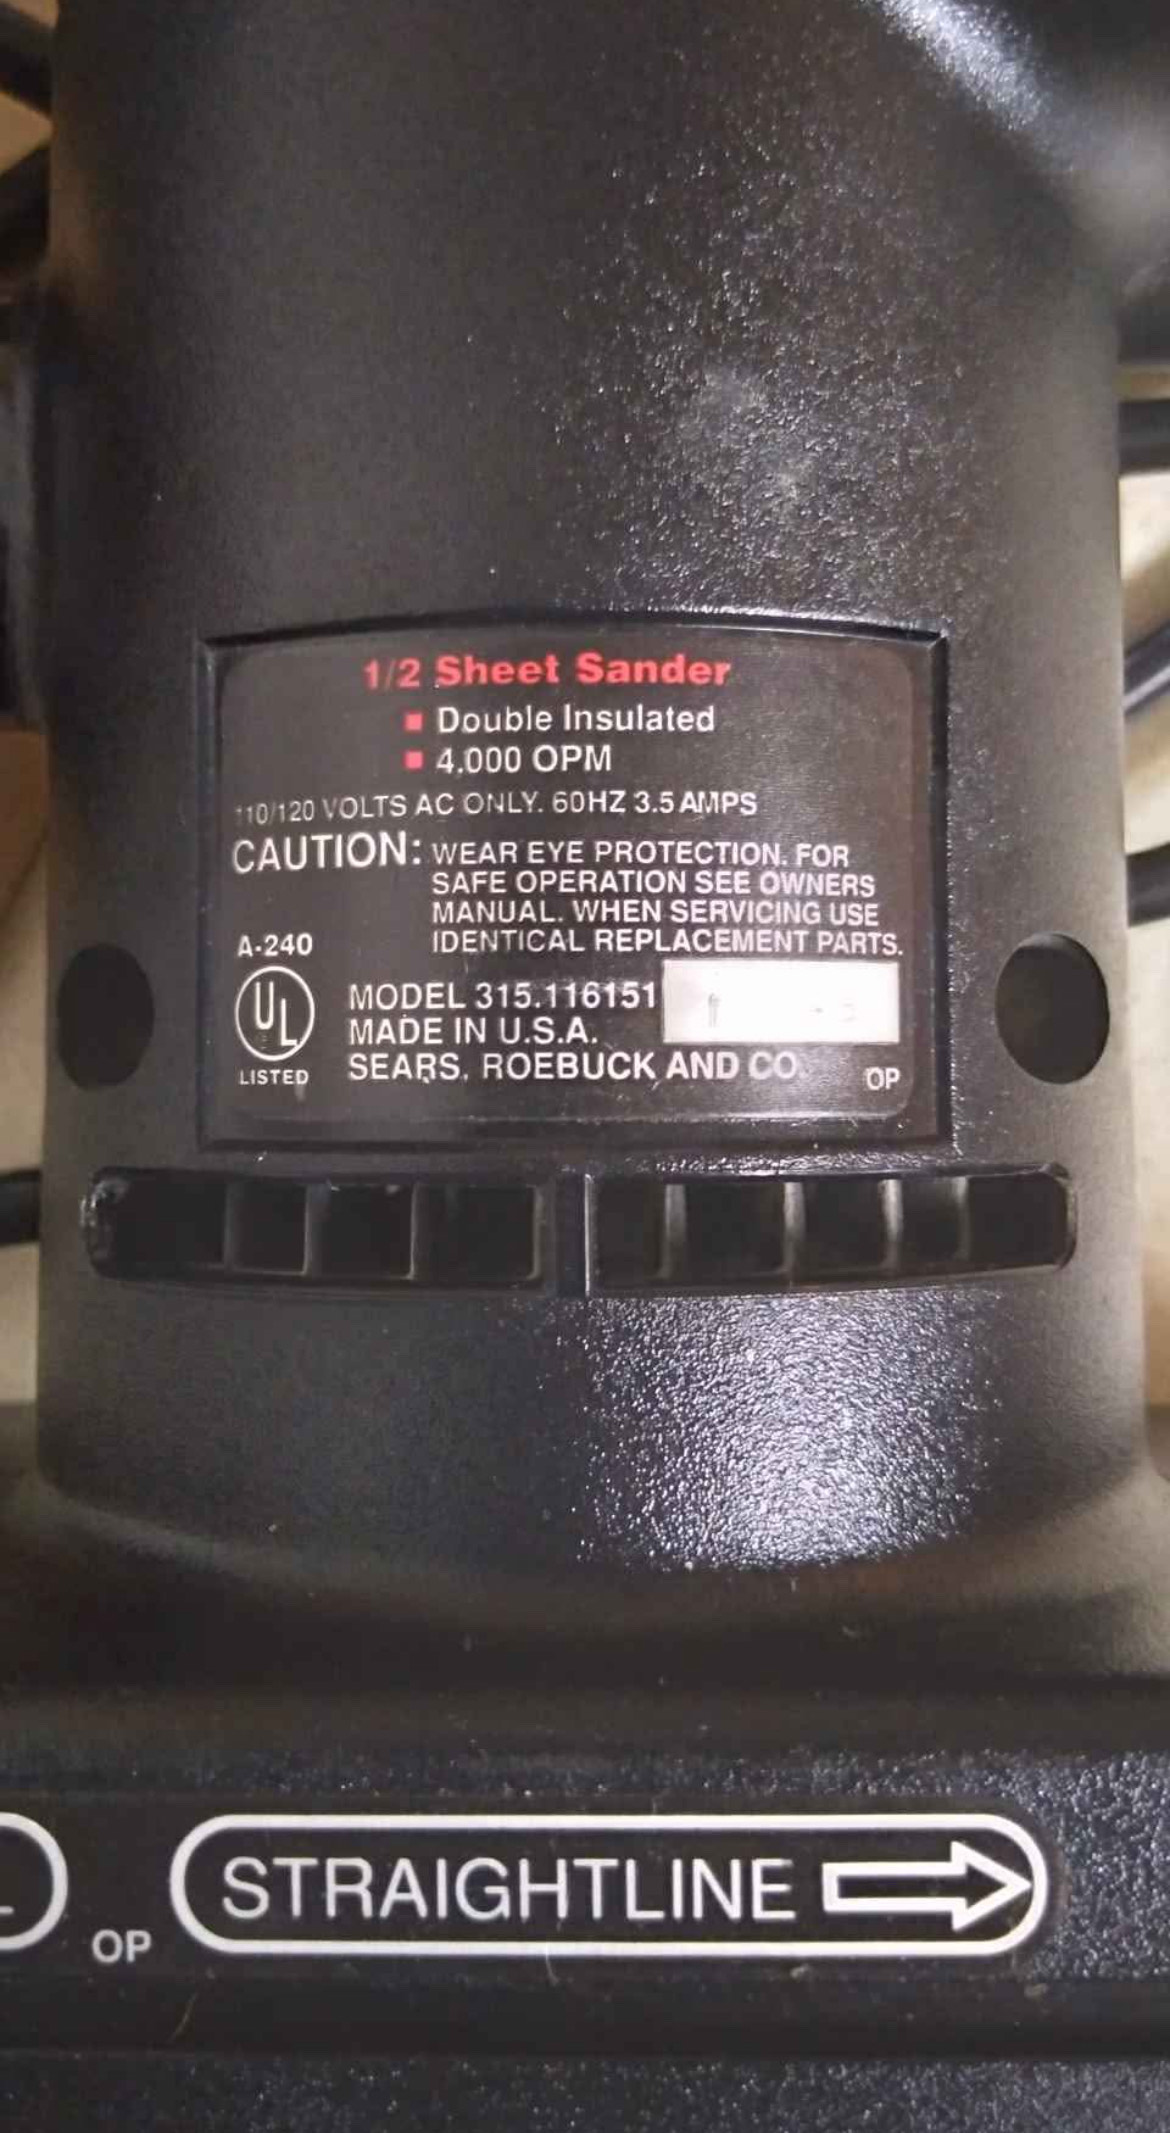 1/2 Sheet Sander
▪ Double Insulated
▪ 4,000 OPM
110/120 VOLTS AC ONLY. 60HZ 3.5 AMPS
CAUTION: WEAR EYE PROTECTION. FOR
SAFE OPERATION SEE OWNERS
MANUAL. WHEN SERVICING USE
IDENTICAL REPLACEMENT PARTS.
A-240
UL
LISTED
MODEL 315.116151
MADE IN U.S.A.
SEARS, ROEBUCK AND CO.
OP
OP
STRAIGHTLINE